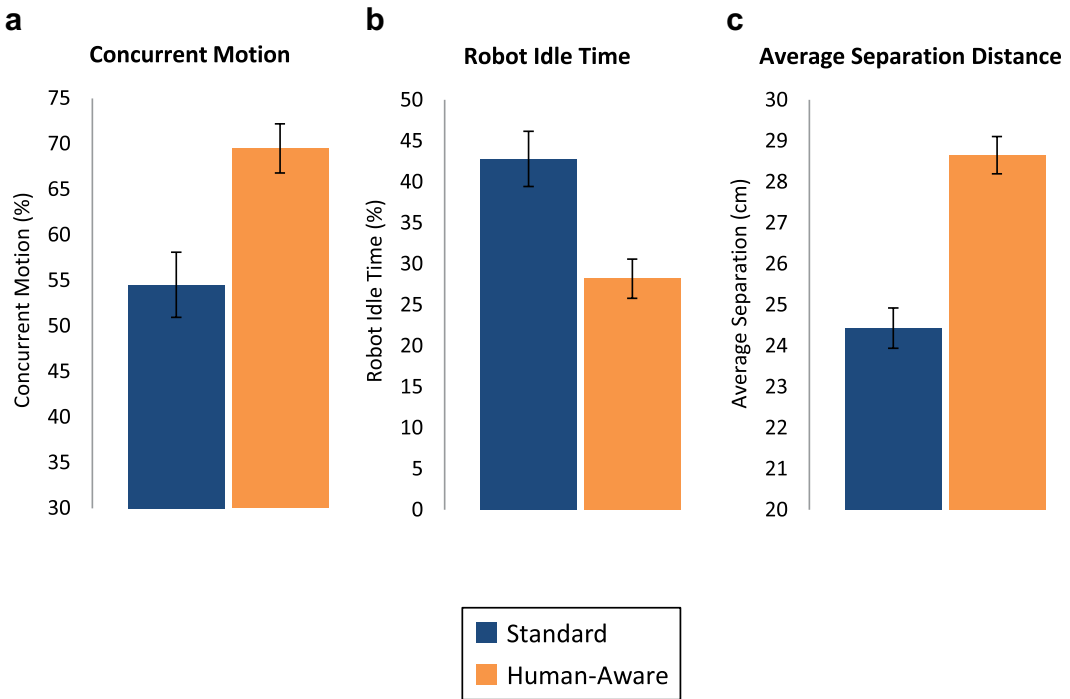 a
Concurrent Motion
Concurrent Motion (%)
75
70
65
60
55
50
45
40
35
30
b
Robot Idle Time
Robot Idle Time (%)
50
45
40
35
30
25
20
15
10
5
0
c
Average Separation Distance
Average Separation (cm)
30
29
28
27
26
25
24
23
22
21
20
Standard
Human-Aware